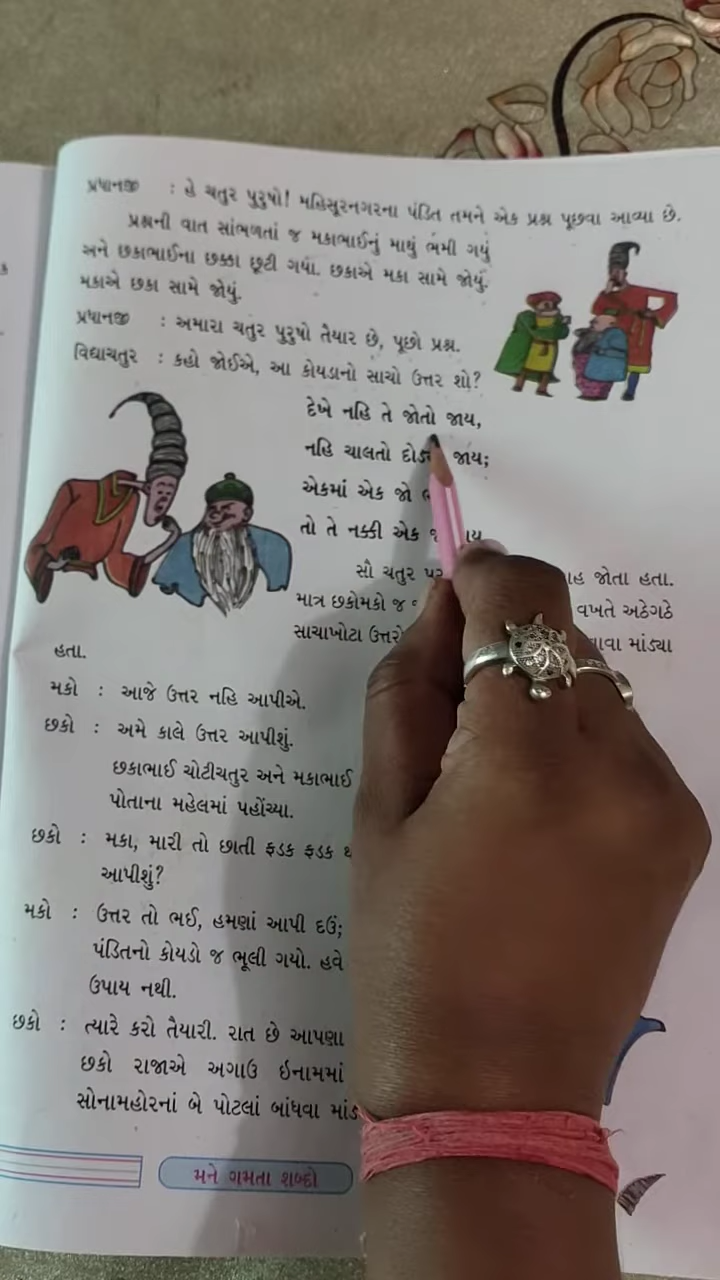 પ્રધાનજી : હે ચતુર પુરુષો! મહિસૂરનગરના પંડિત તમને એક પ્રશ્ન પૂછવા આવ્યા છે.
પ્રશ્નની વાત સાંભળતાં જ મકાભાઈનું માથું ભમી ગયું
અને છકાભાઈના છક્કા છૂટી ગયા. છકાએ મકા સામે જોયું.
મકાએ છકા સામે જોયું.
પ્રધાનજી : અમારા ચતુર પુરુષો તૈયાર છે, પૂછો પ્રશ્ન.
વિદ્યાચતુર : કહો જોઈએ, આ કોયડાનો સાચો ઉત્તર શો?
દેખે નહિ તે જોતો જાય,
નહિ ચાલતો જાય;
એકમાં એક જો
તો તે નક્કી એક
સૌ ચતુર જોતા હતા.
માત્ર છકોમકો જ વખતે અઠેગઠે
સાચાખોટા માંડ્યા
હતા.
મકો : આજે ઉત્તર નહિ આપીએ.
છકો : અમે કાલે ઉત્તર આપીશું.
છકાભાઈ ચોટીચતુર અને મકાભાઈ
પોતાના મહેલમાં પહોંચ્યા.
છકો : મકા, મારી તો છાતી ફડક ફડક
આપીશું?
મકો : ઉત્તર તો ભઈ, હમણાં આપી દઉં;
પંડિતનો કોયડો જ ભૂલી ગયો. હવે
ઉપાય નથી.
છકો : ત્યારે કરો તૈયારી. રાત છે આપણા
છકો રાજાએ અગાઉ ઇનામમાં
સોનામહોરનાં બે પોટલાં બાંધવા
મને ગમતા શબ્દો